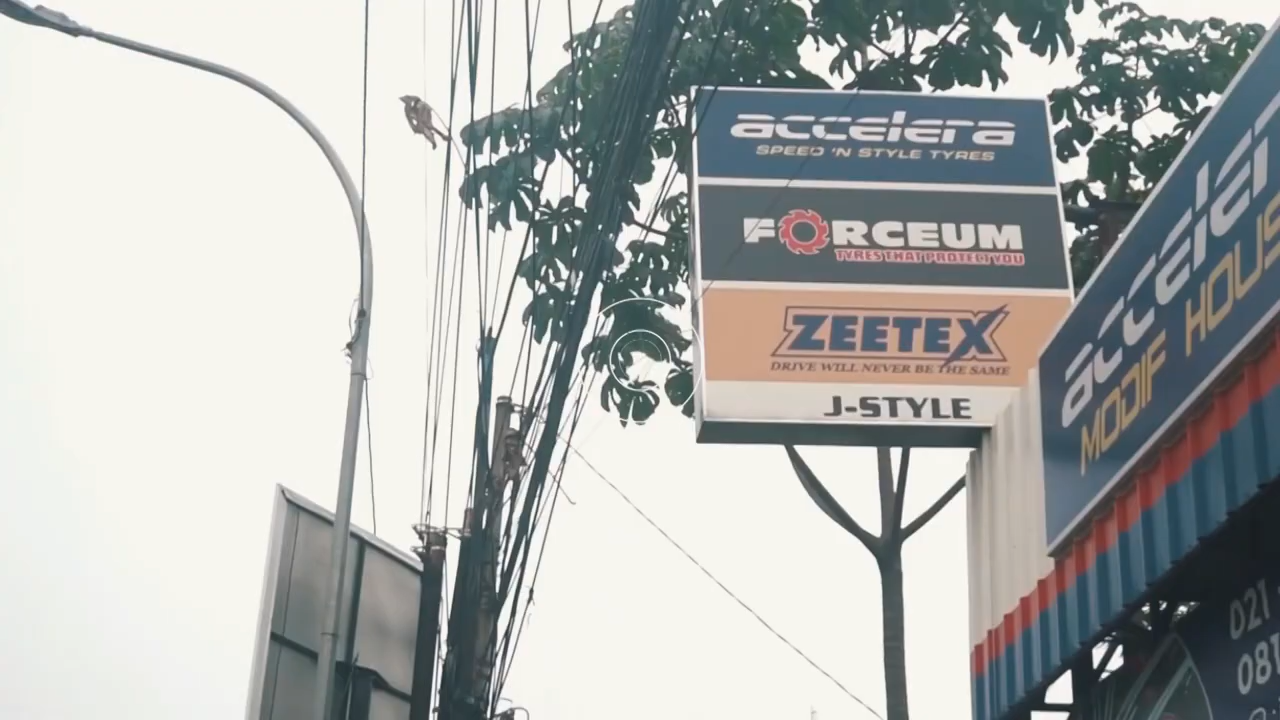 accelera
SPEED 'N STYLE TYRES
FORCEUM
TYRES THAT PROTECT YOU
ZEETEX
DRIVE WILL NEVER BE THE SAME
J-STYLE
acceler
MODIF HOUS
021
081